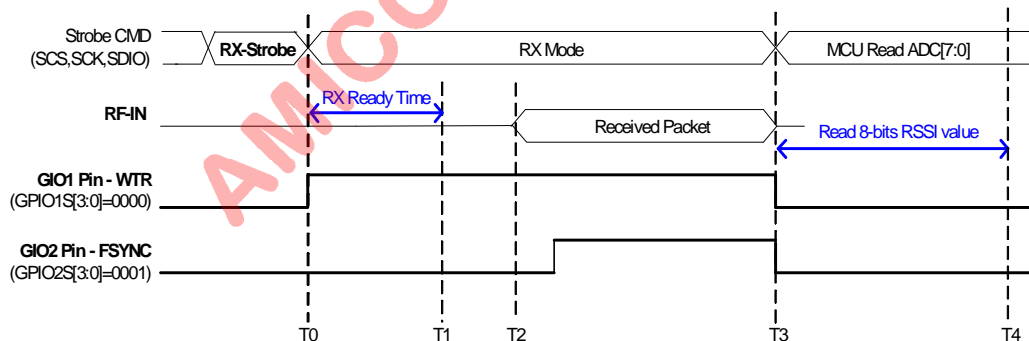 Strobe CMD
(SCS,SCK,SDIO)
RX-Strobe
RX Mode
MCU Read ADC[7:0]
RX Ready Time
RF-IN
Received Packet
Read 8-bits RSSI value
GIO1 Pin - WTR
(GPIO1S[3:0]=0000)
GIO2 Pin - FSYNC
(GPIO2S[3:0]=0001)
T0
T1
T2
T3
T4
AMICCO